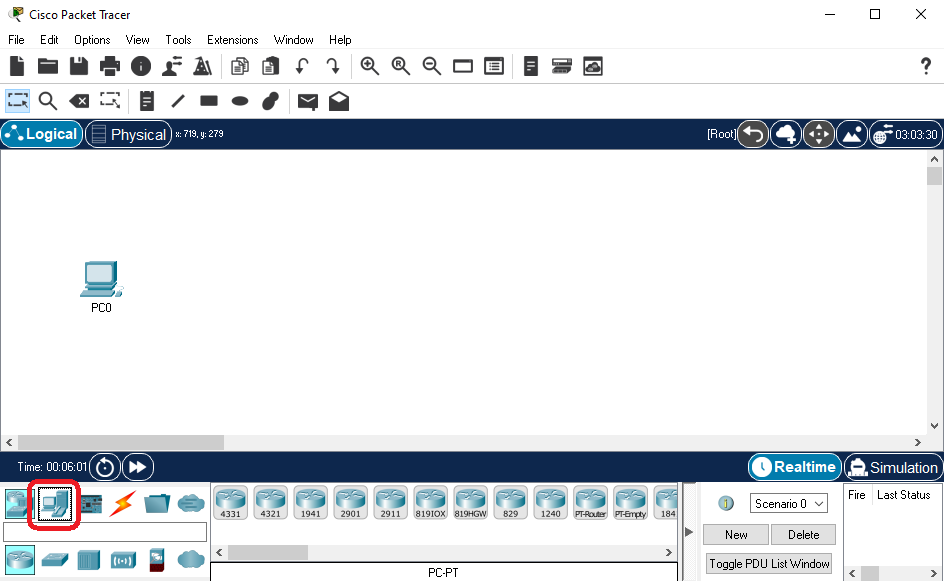 Cisco Packet Tracer
File Edit Options View Tools Extensions Window Help
Logical Physical x: 719, y: 279 [Root] 03:03:30
PC0
Time: 00:06:01 Realtime Simulation
4331 4321 1941 2901 2911 819IOX 819HGW 829 1240 PT-Router PT-Empty 184
Scenario 0 Fire Last Status
New Delete
Toggle PDU List Window
PC-PT